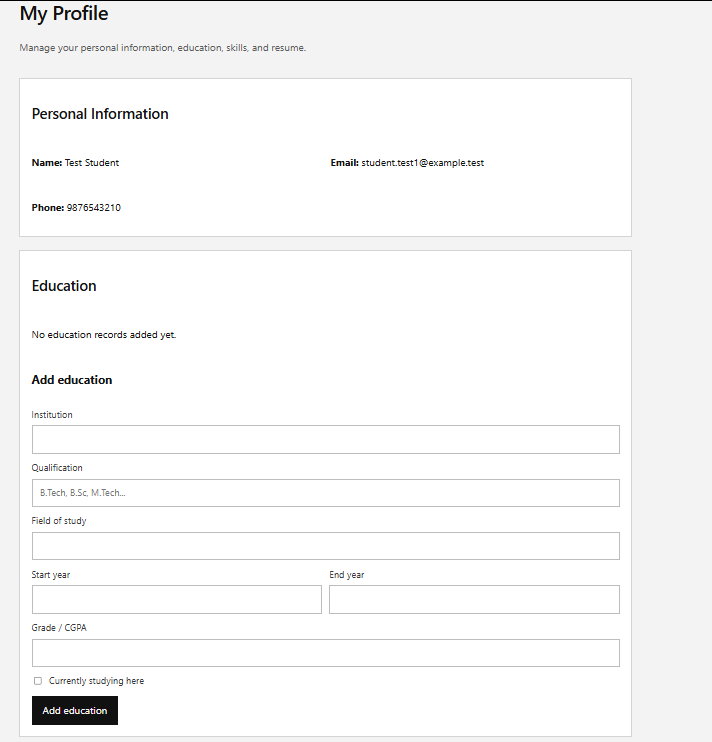 My Profile
Manage your personal information, education, skills, and resume.
Personal Information
Name: Test Student
Email: student.test1@example.test
Phone: 9876543210
Education
No education records added yet.
Add education
Institution
Qualification
B.Tech, B.Sc, M.Tech...
Field of study
Start year
End year
Grade / CGPA
Currently studying here
Add education